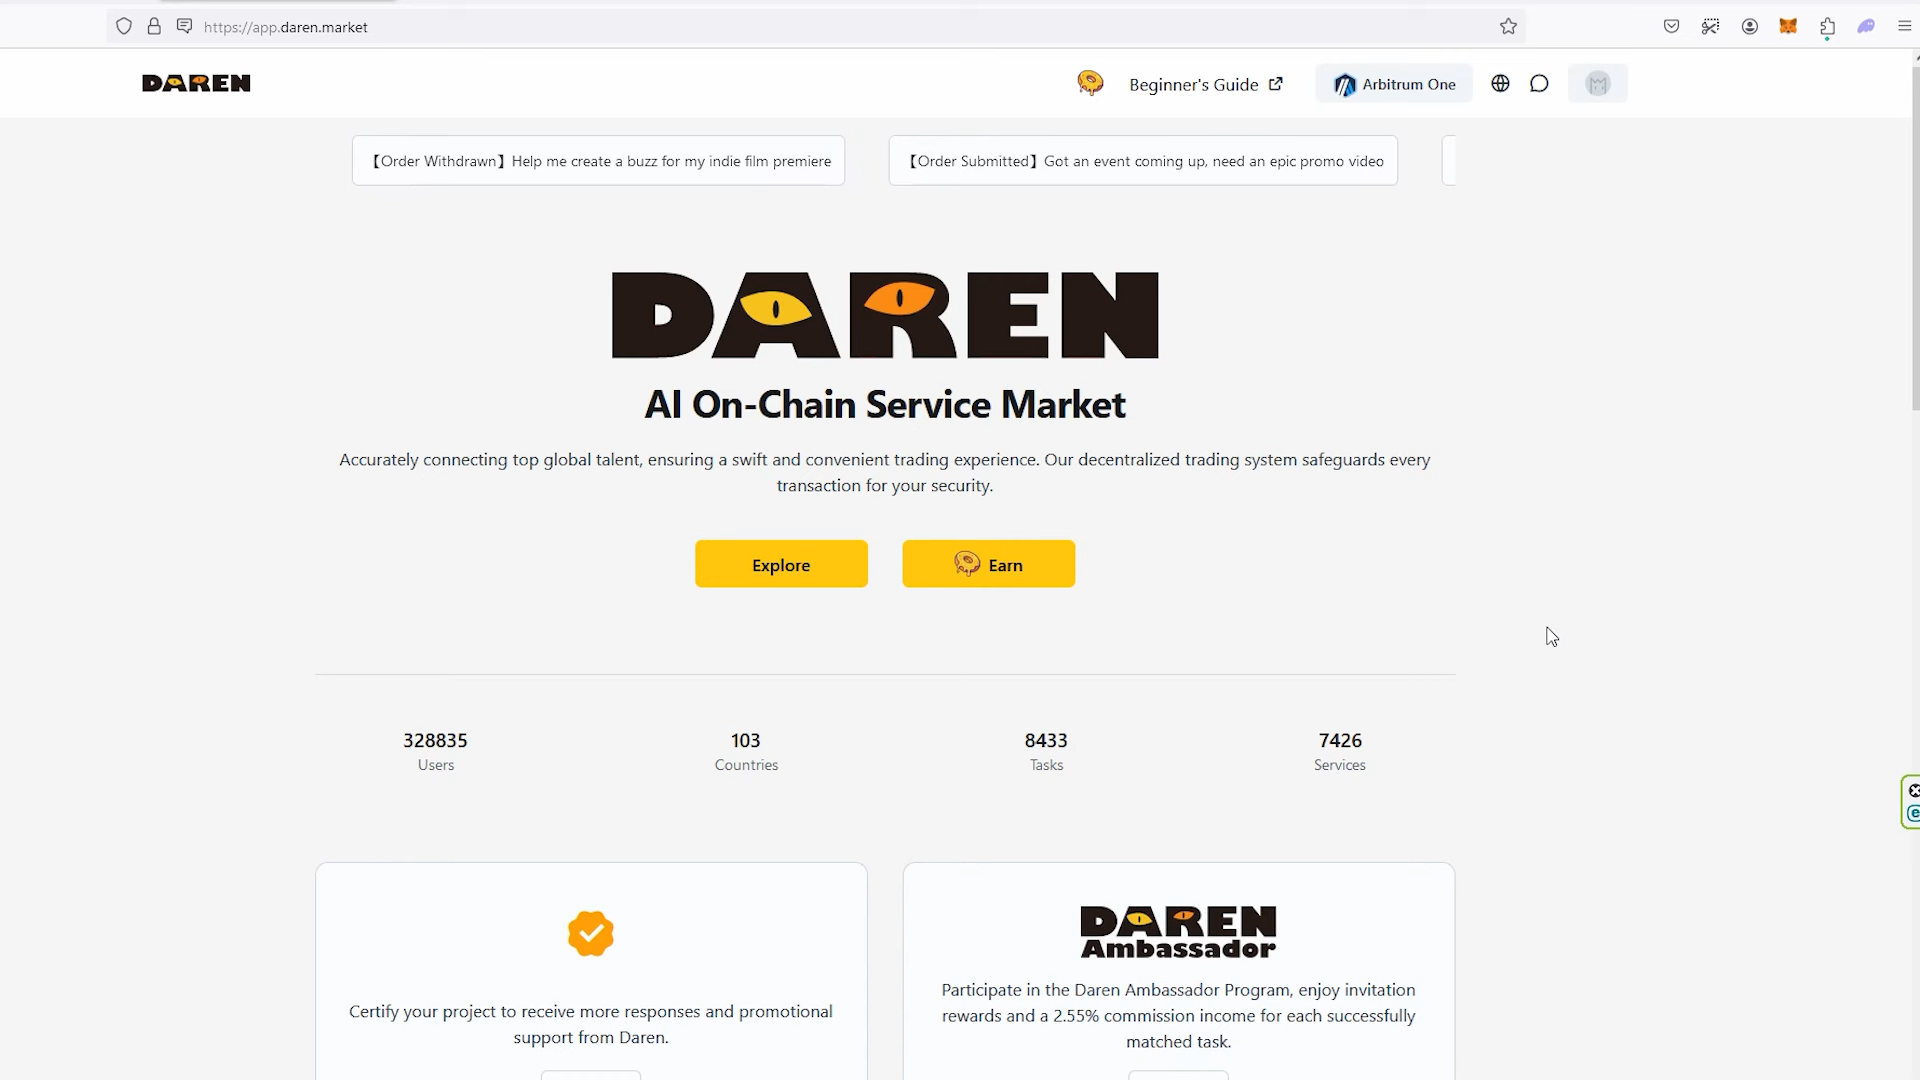 https://app.daren.market
DAREN
Beginner's Guide
Arbitrum One
【Order Withdrawn】Help me create a buzz for my indie film premiere
【Order Submitted】Got an event coming up, need an epic promo video
DAREN
AI On-Chain Service Market
Accurately connecting top global talent, ensuring a swift and convenient trading experience. Our decentralized trading system safeguards every
transaction for your security.
Explore
Earn
328835
Users
103
Countries
8433
Tasks
7426
Services
Certify your project to receive more responses and promotional
support from Daren.
DAREN
Ambassador
Participate in the Daren Ambassador Program, enjoy invitation
rewards and a 2.55% commission income for each successfully
matched task.